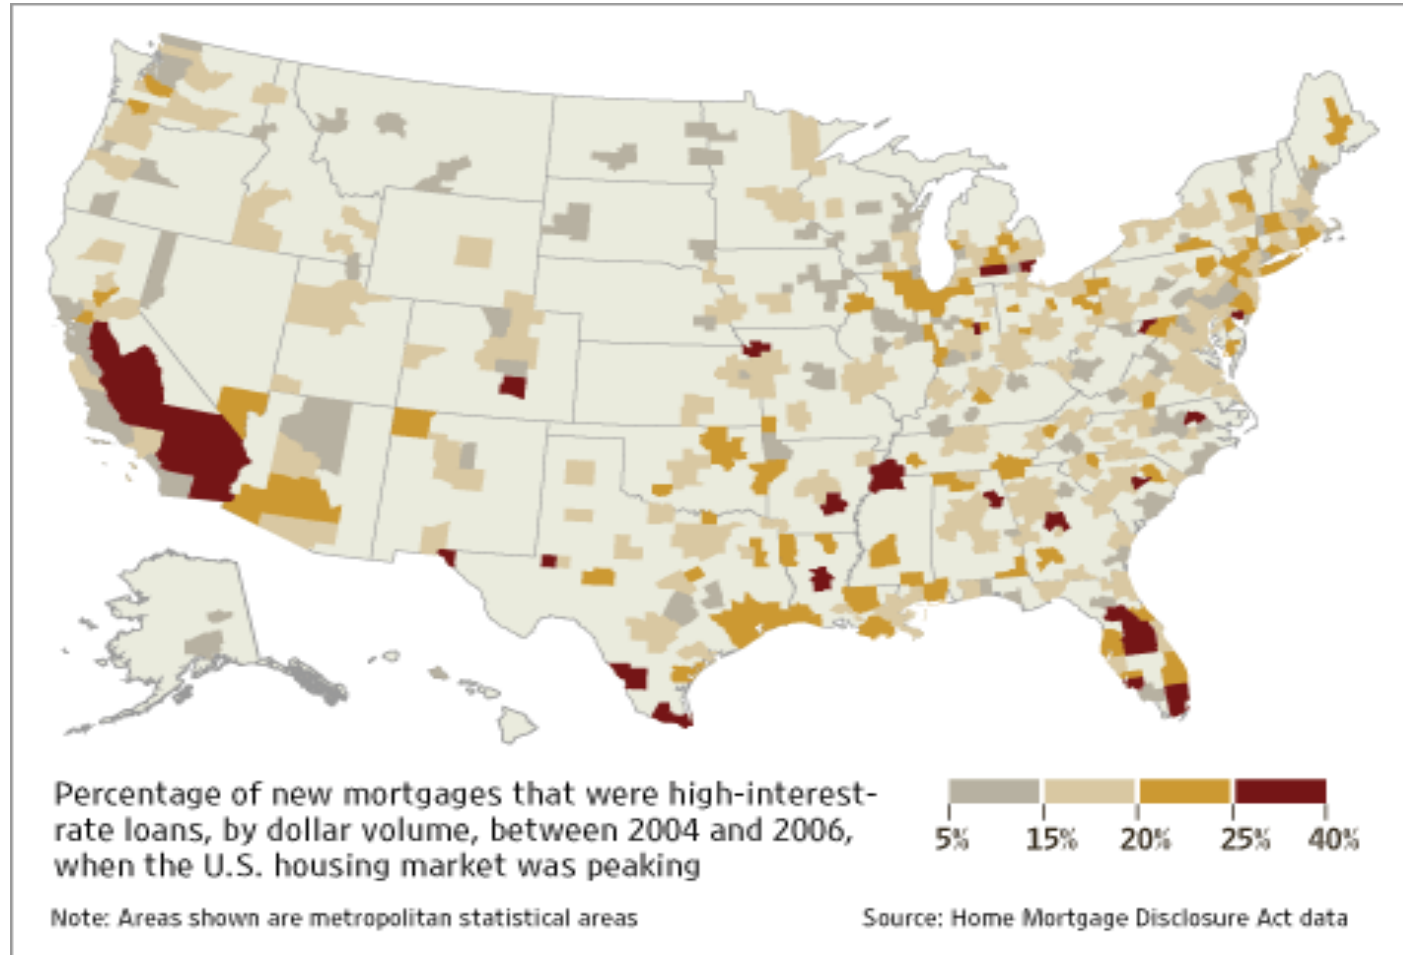 Percentage of new mortgages that were high-interest-
rate loans, by dollar volume, between 2004 and 2006,
when the U.S. housing market was peaking
5% 15% 20% 25% 40%
Note: Areas shown are metropolitan statistical areas
Source: Home Mortgage Disclosure Act data